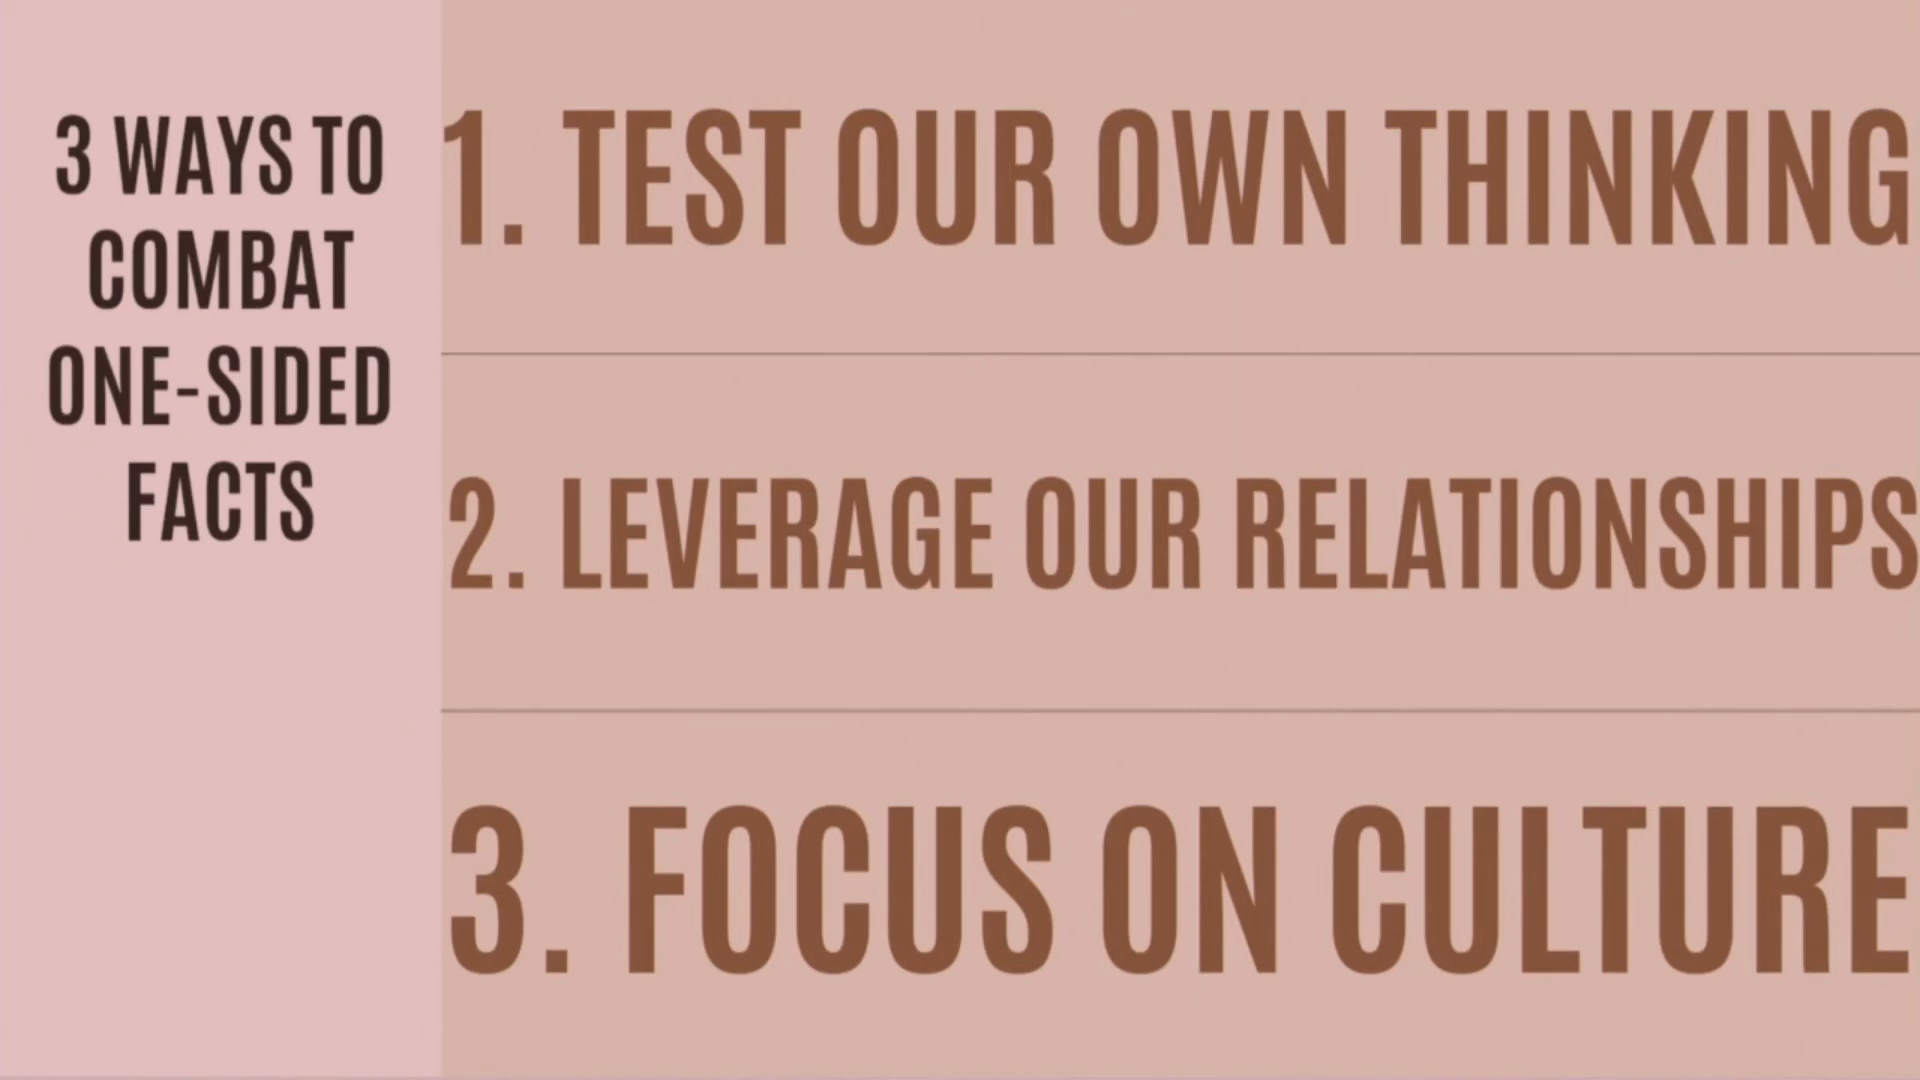 3 WAYS TO
COMBAT
ONE-SIDED
FACTS
1. TEST OUR OWN THINKING
2. LEVERAGE OUR RELATIONSHIPS
3. FOCUS ON CULTURE